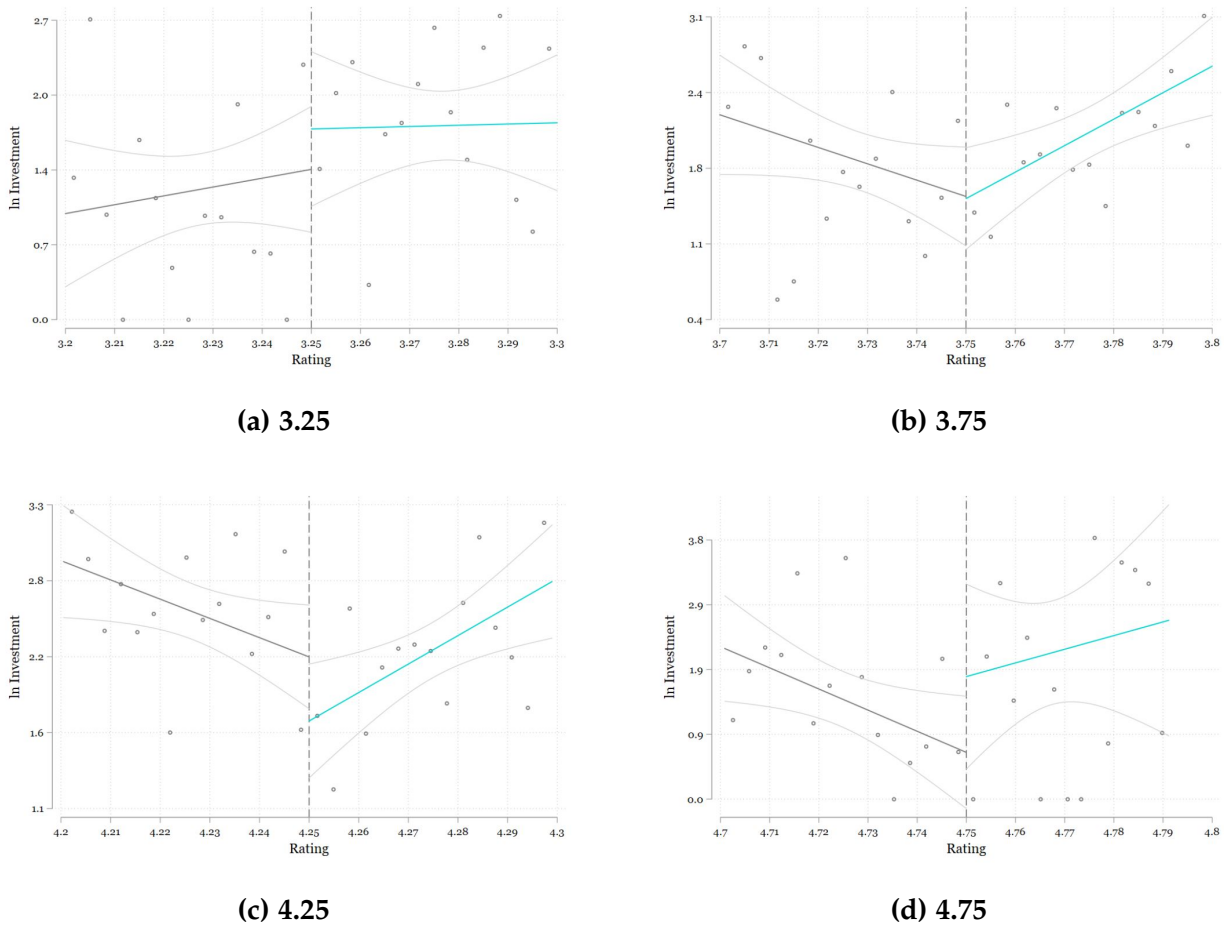 2.7
2.0
1.4
0.7
0.0
ln Investment
3.2 3.21 3.22 3.23 3.24 3.25 3.26 3.27 3.28 3.29 3.3
Rating
(a) 3.25
3.1
2.4
1.8
1.1
0.4
ln Investment
3.7 3.71 3.72 3.73 3.74 3.75 3.76 3.77 3.78 3.79 3.8
Rating
(b) 3.75
3.3
2.8
2.2
1.6
1.1
ln Investment
4.2 4.21 4.22 4.23 4.24 4.25 4.26 4.27 4.28 4.29 4.3
Rating
(c) 4.25
3.8
2.9
1.9
0.9
0.0
ln Investment
4.7 4.71 4.72 4.73 4.74 4.75 4.76 4.77 4.78 4.79 4.8
Rating
(d) 4.75